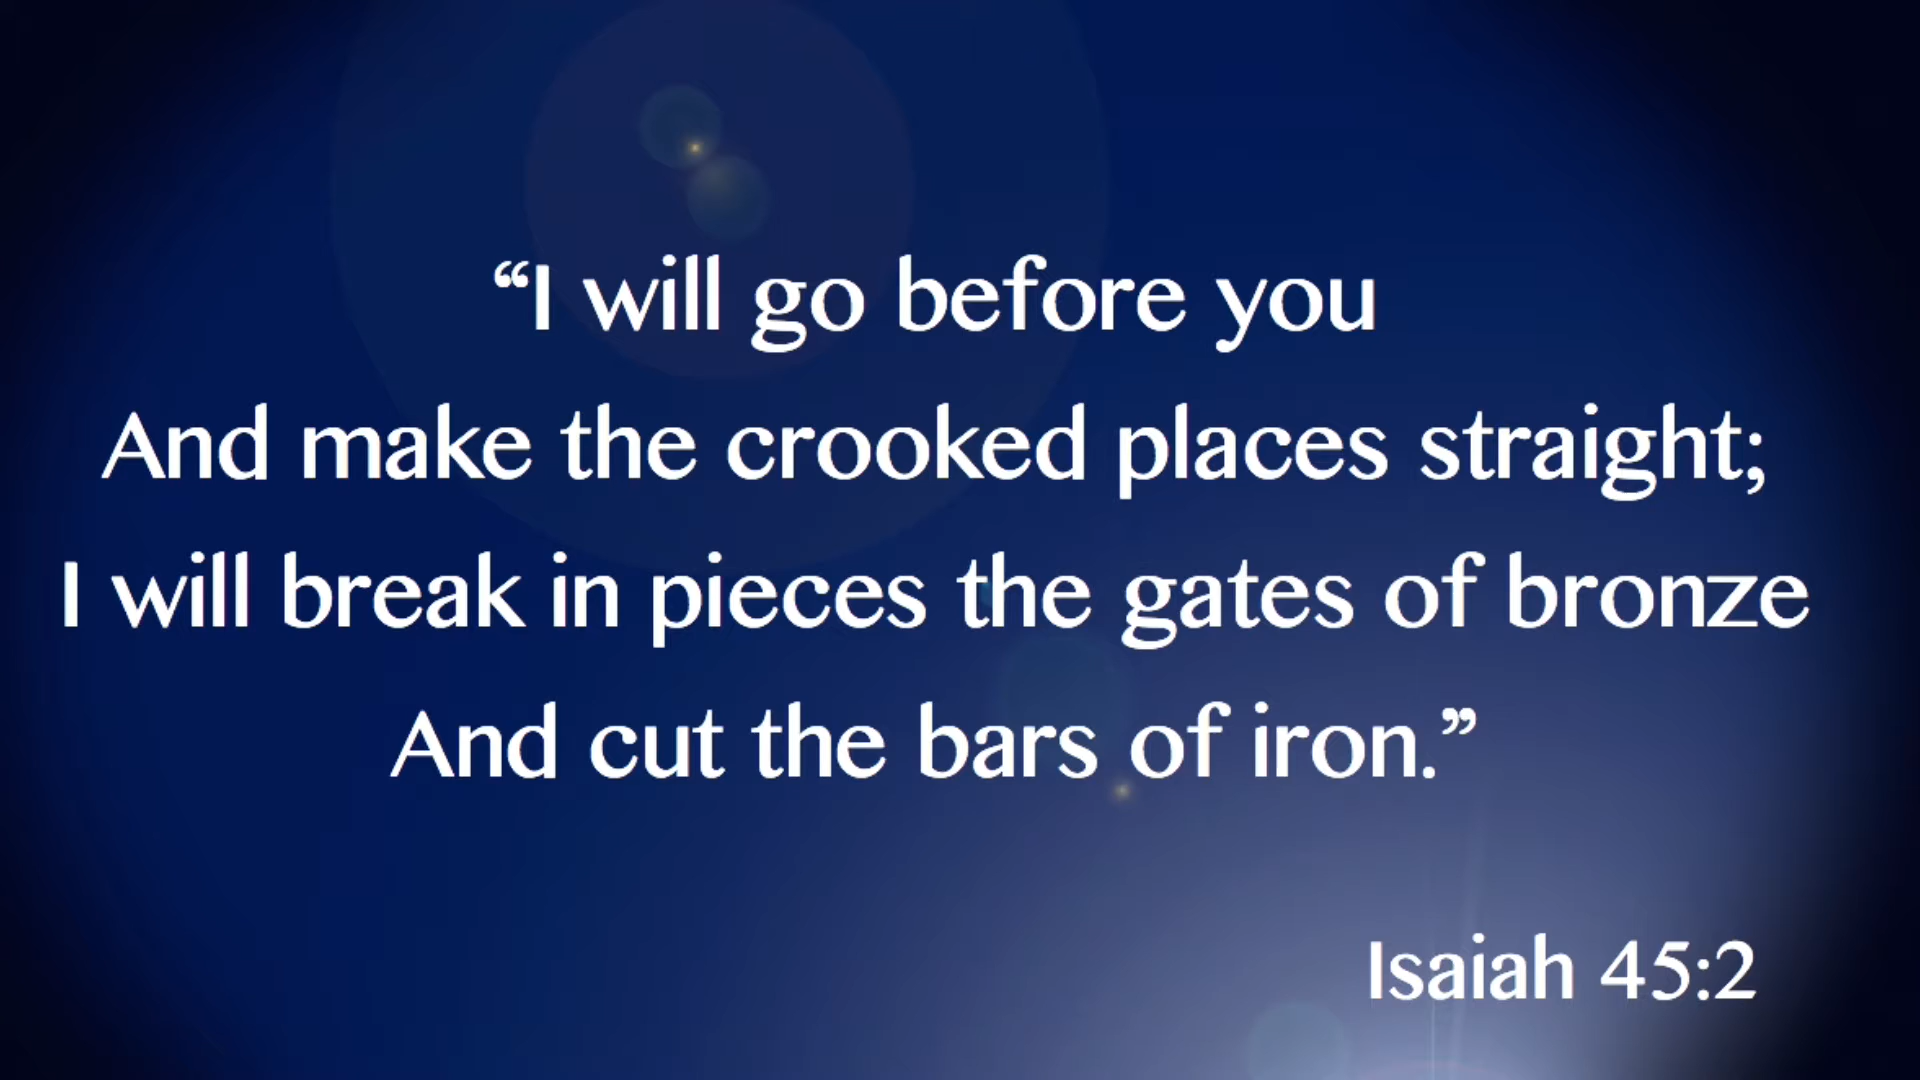 “I will go before you
And make the crooked places straight;
I will break in pieces the gates of bronze
And cut the bars of iron.”
Isaiah 45:2